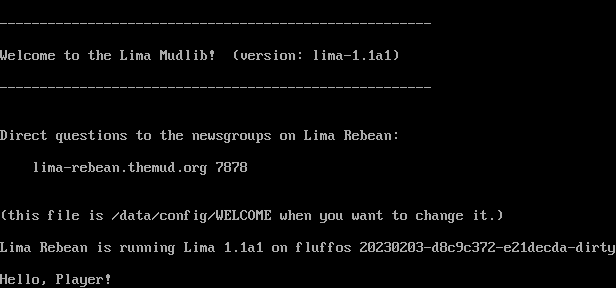 ------------------------------------------------------
Welcome to the Lima Mudlib!  (version: lima-1.1a1)
------------------------------------------------------
Direct questions to the newsgroups on Lima Rebean:
    lima-rebean.themud.org 7878
(this file is /data/config/WELCOME when you want to change it.)
Lima Rebean is running Lima 1.1a1 on fluffos 20230203-d8c9c372-e21decda-dirty
Hello, Player!